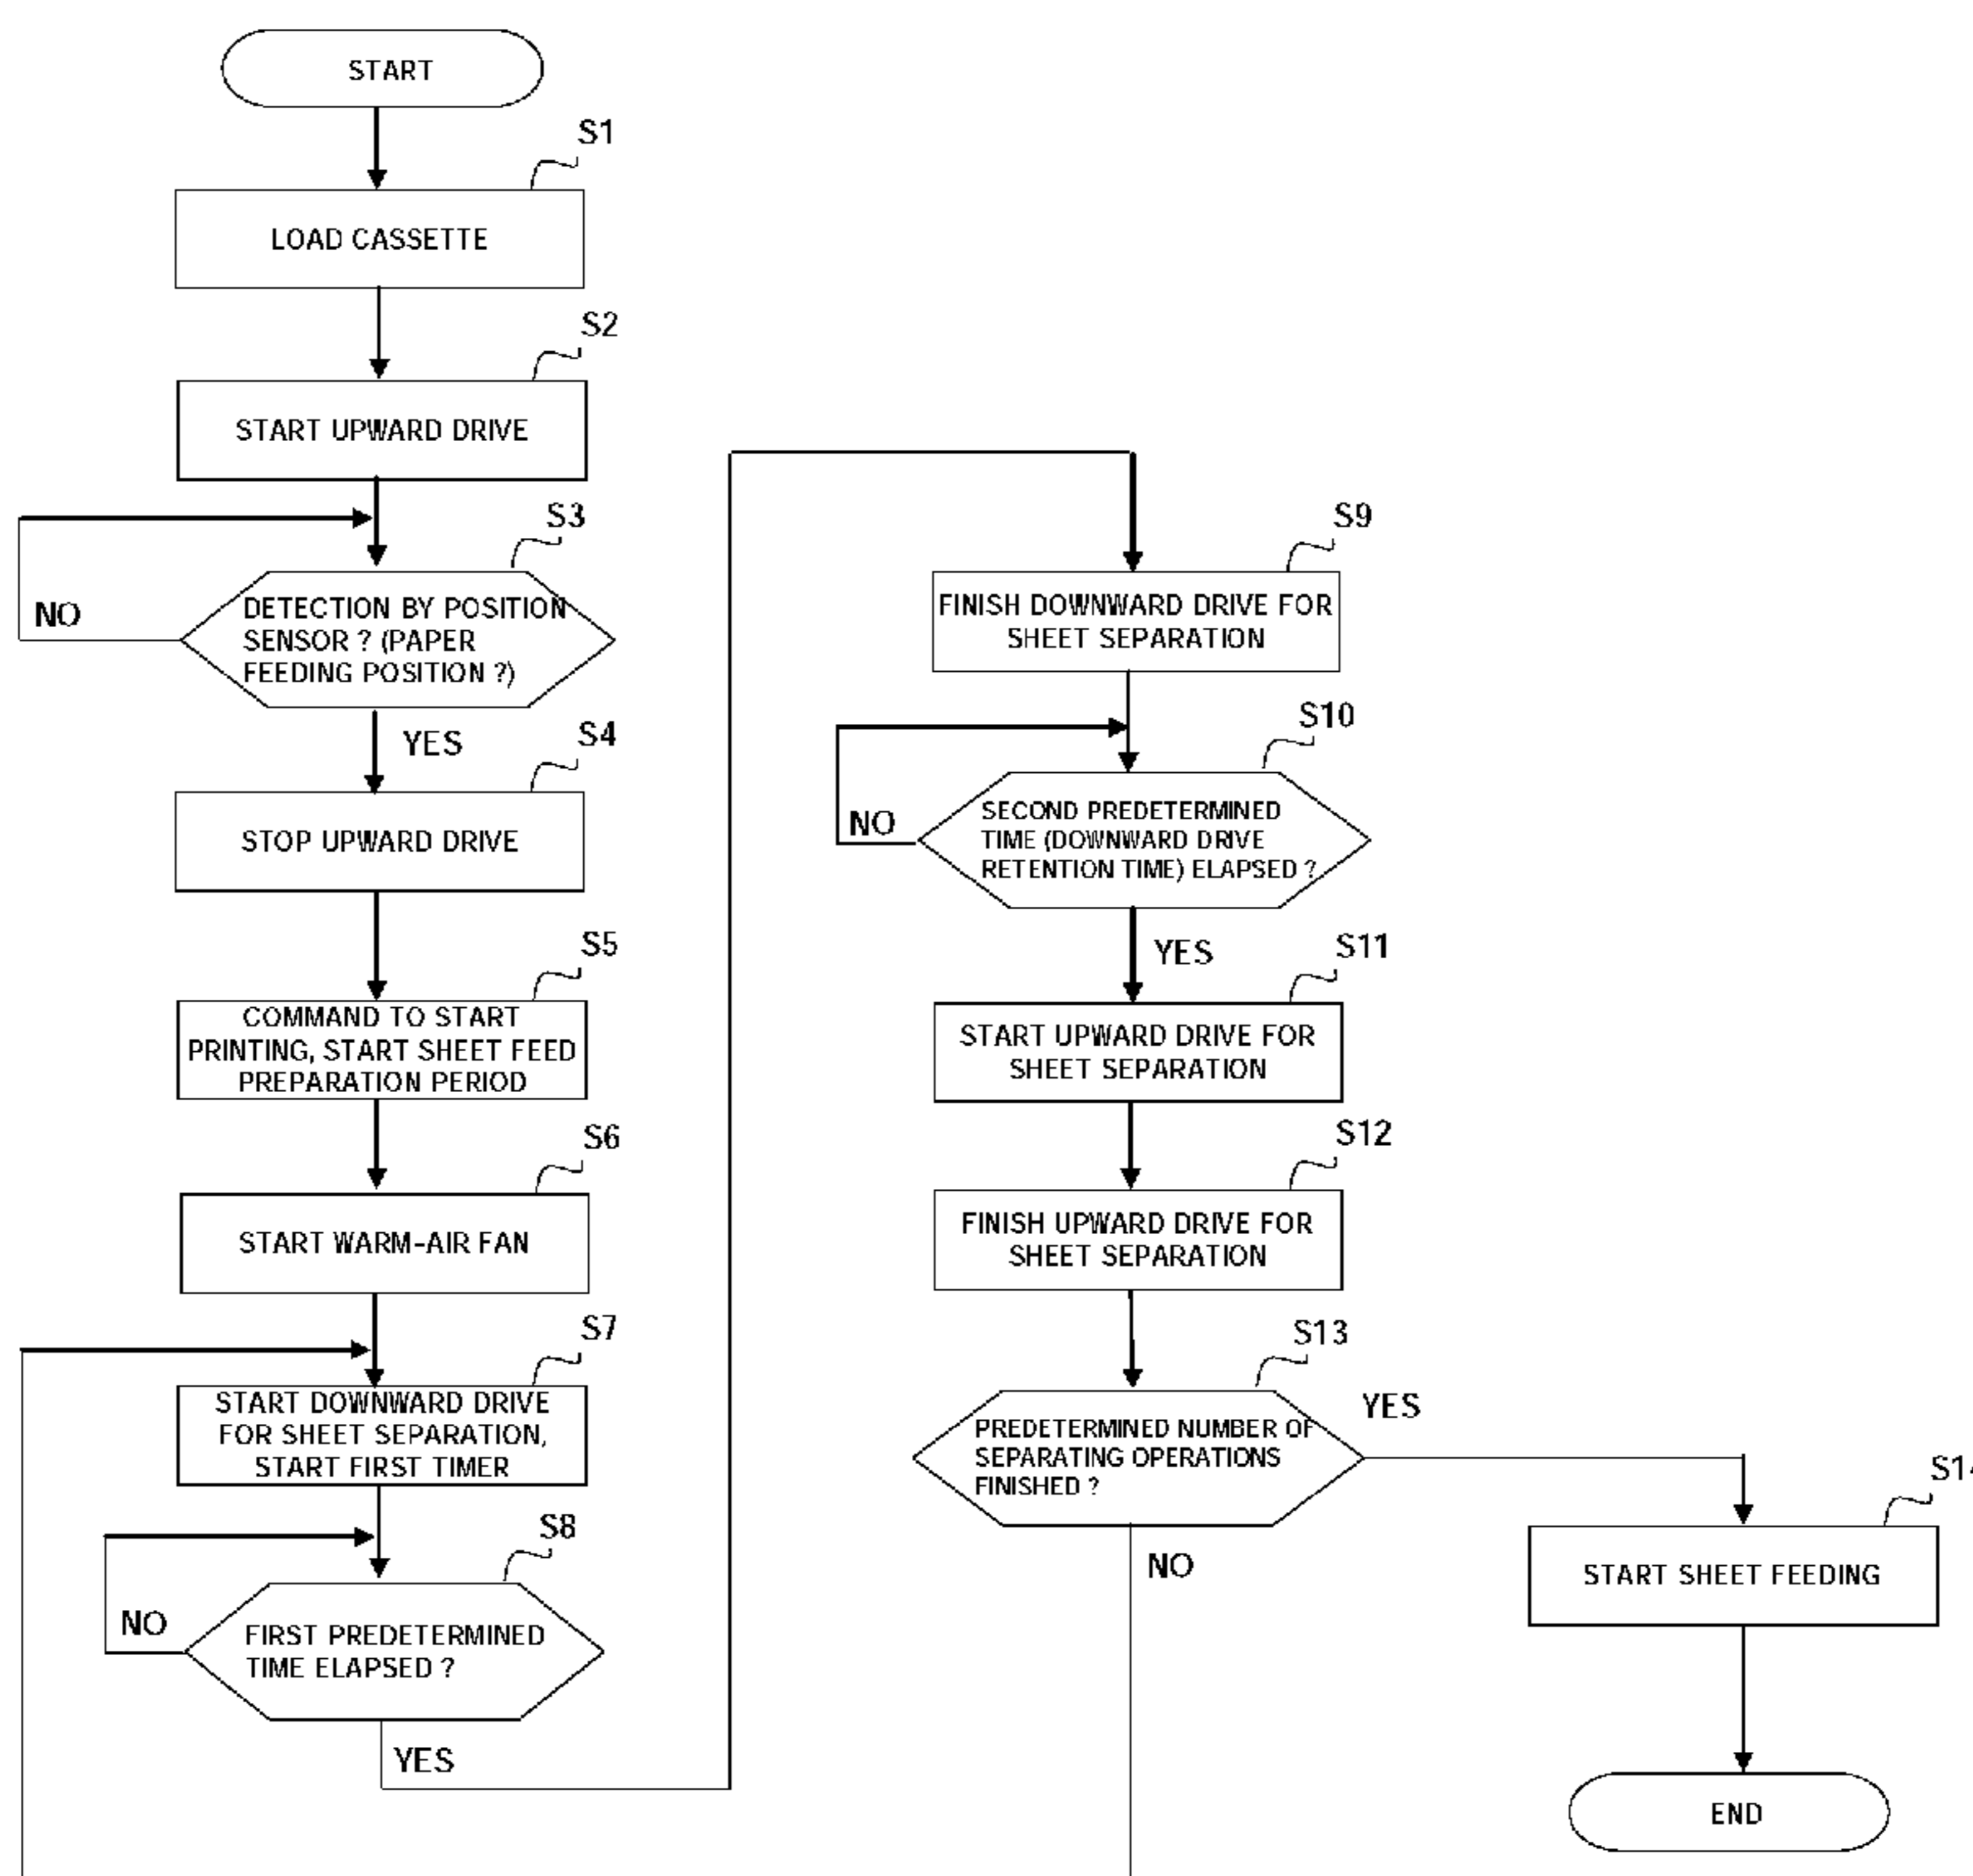 START
S1
LOAD CASSETTE
S2
START UPWARD DRIVE
S3
DETECTION BY POSITION
SENSOR ? (PAPER
FEEDING POSITION ?)
NO
YES
S4
STOP UPWARD DRIVE
S5
COMMAND TO START
PRINTING, START SHEET FEED
PREPARATION PERIOD
S6
START WARM-AIR FAN
S7
START DOWNWARD DRIVE
FOR SHEET SEPARATION,
START FIRST TIMER
S8
FIRST PREDETERMINED
TIME ELAPSED ?
NO
YES
S9
FINISH DOWNWARD DRIVE FOR
SHEET SEPARATION
S10
SECOND PREDETERMINED
TIME (DOWNWARD DRIVE
RETENTION TIME) ELAPSED ?
NO
YES
S11
START UPWARD DRIVE FOR
SHEET SEPARATION
S12
FINISH UPWARD DRIVE FOR
SHEET SEPARATION
S13
PREDETERMINED NUMBER OF
SEPARATING OPERATIONS
FINISHED ?
YES
NO
S14
START SHEET FEEDING
END